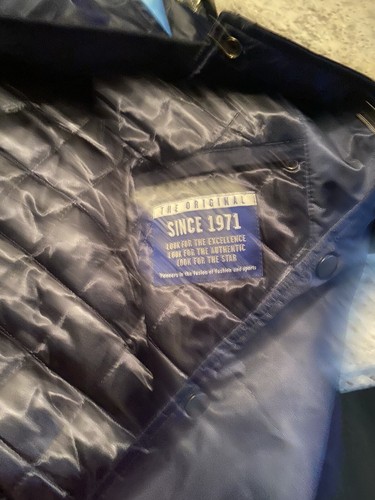 THE ORIGINAL
SINCE 1971
LOOK FOR THE EXCELLENCE
LOOK FOR THE AUTHENTIC
LOOK FOR THE STAR
Pioneers in the Fusion of Fashion and sports